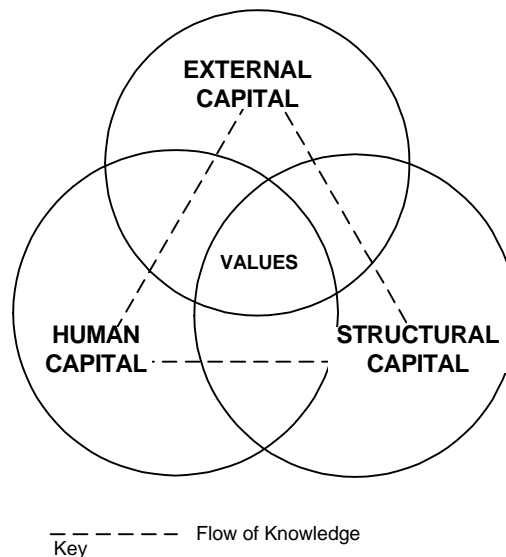 EXTERNAL
CAPITAL
VALUES
HUMAN
CAPITAL
STRUCTURAL
CAPITAL
Flow of Knowledge
Key